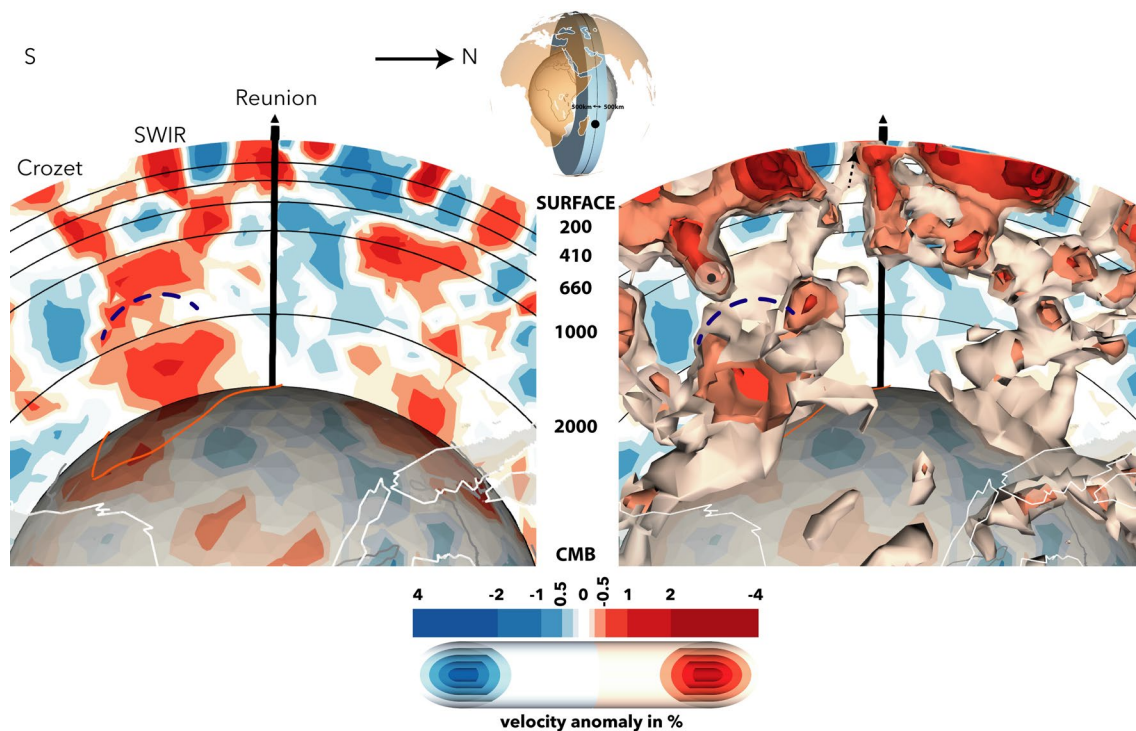 S
N
500km
500km
Reunion
SWIR
Crozet
SURFACE
200
410
660
1000
2000
CMB
4 -2 -1 0.5 0 -0.5 1 2 -4
velocity anomaly in %